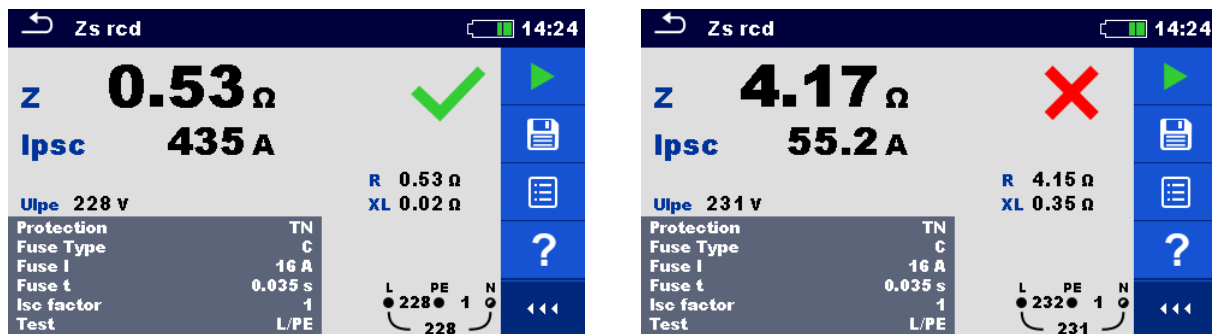 Zs rcd 14:24
Z 0.53 Ω
Ipsc 435 A
R 0.53 Ω
Ulpe 228 V XL 0.02 Ω
Protection TN
Fuse Type C
Fuse I 16 A
Fuse t 0.035 s
Isc factor 1
Test L/PE
L PE N
228 1
228
?
Zs rcd 14:24
Z 4.17 Ω
Ipsc 55.2 A
R 4.15 Ω
Ulpe 231 V XL 0.35 Ω
Protection TN
Fuse Type C
Fuse I 16 A
Fuse t 0.035 s
Isc factor 1
Test L/PE
L PE N
232 1
231
?